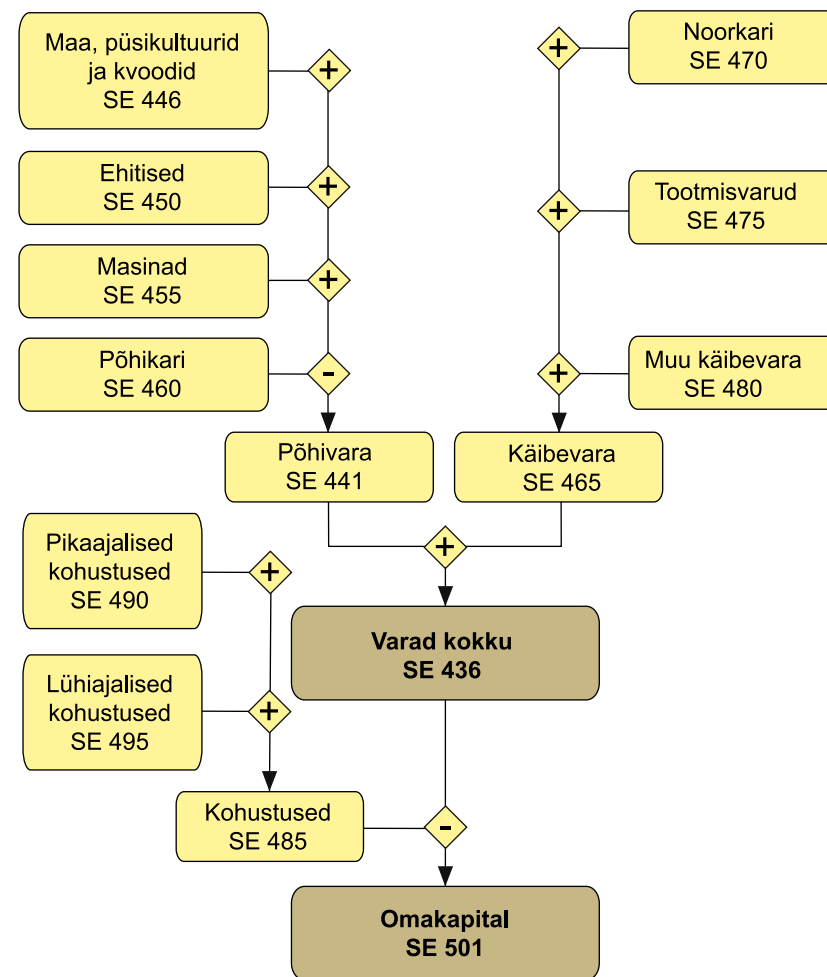 Maa, püsikultuurid
ja kvoodid
SE 446
+
Ehitised
SE 450
+
Masinad
SE 455
+
Põhikari
SE 460
-
Noorkari
SE 470
+
Tootmisvarud
SE 475
+
Muu käibevara
SE 480
+
Põhivara
SE 441
Käibevara
SE 465
+
Pikaajalised
kohustused
SE 490
+
Varad kokku
SE 436
Lühiajalised
kohustused
SE 495
+
Kohustused
SE 485
-
Omakapital
SE 501